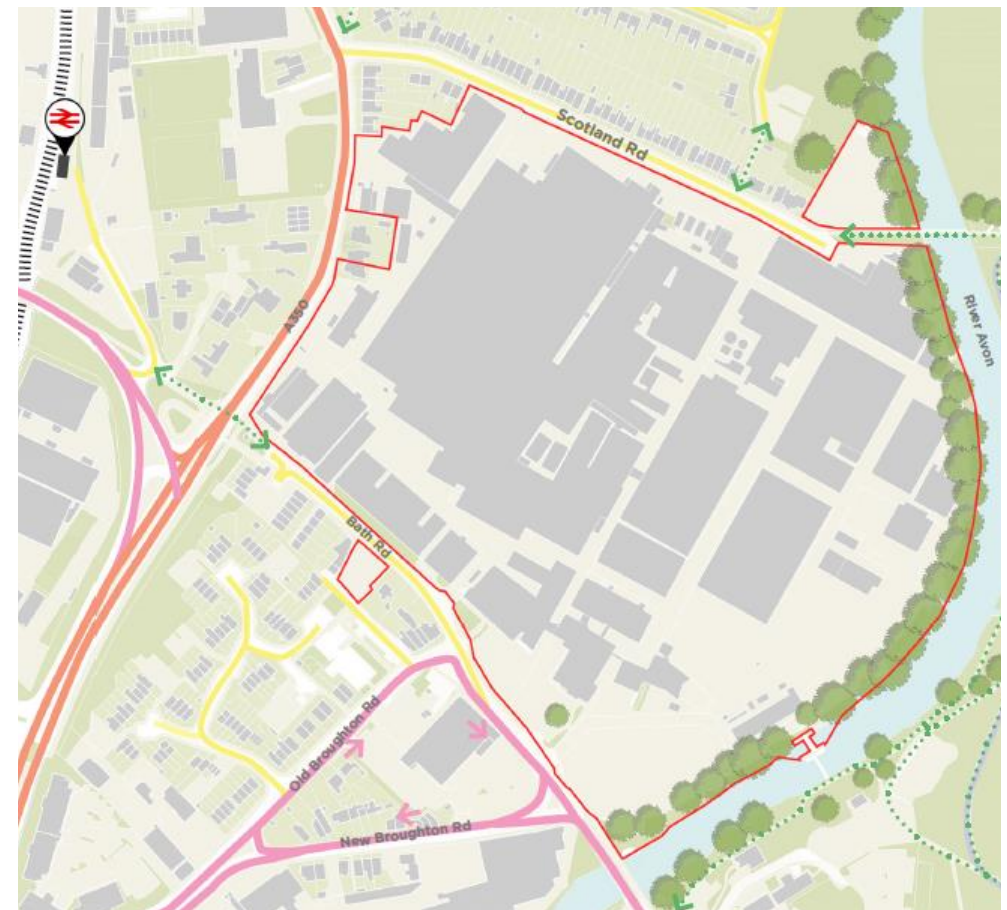 Scotland Rd
River Avon
A350
Bath Rd
Old Broughton Rd
New Broughton Rd